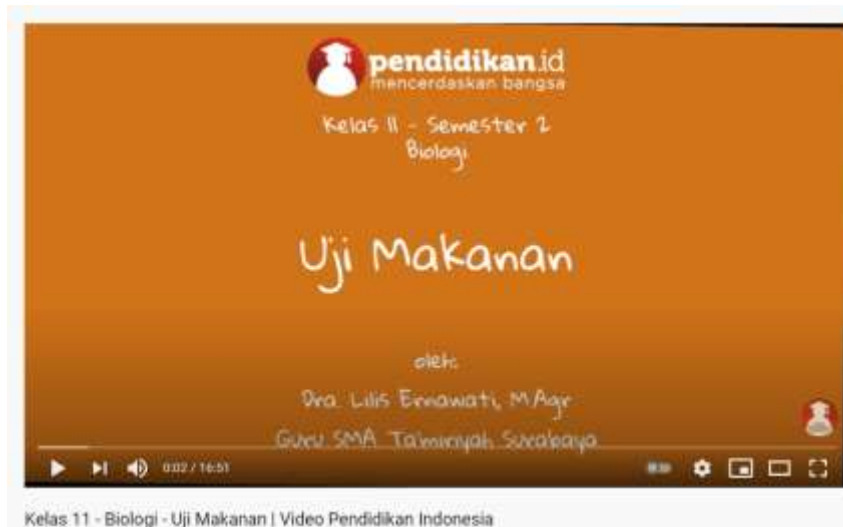 pendidikan.id
mencerdaskan bangsa
Kelas 11 - Semester 2
Biologi
Uji Makanan
oleh:
Dra. Lilis Ernawati, M.Agr
Guru SMA Ta'miriyah Surabaya
0:02 / 16:51
Kelas 11 - Biologi - Uji Makanan | Video Pendidikan Indonesia